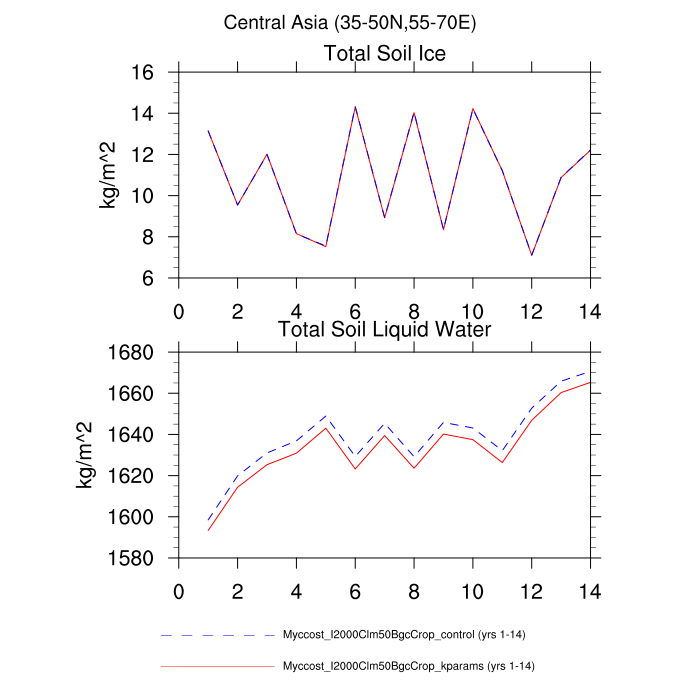 Central Asia (35-50N,55-70E)
Total Soil Ice
16
14
12
10
8
6
kg/m^2
0 2 4 6 8 10 12 14
Total Soil Liquid Water
1680
1660
1640
1620
1600
1580
kg/m^2
0 2 4 6 8 10 12 14
Myccost_I2000Clm50BgcCrop_control (yrs 1-14)
Myccost_I2000Clm50BgcCrop_kparams (yrs 1-14)